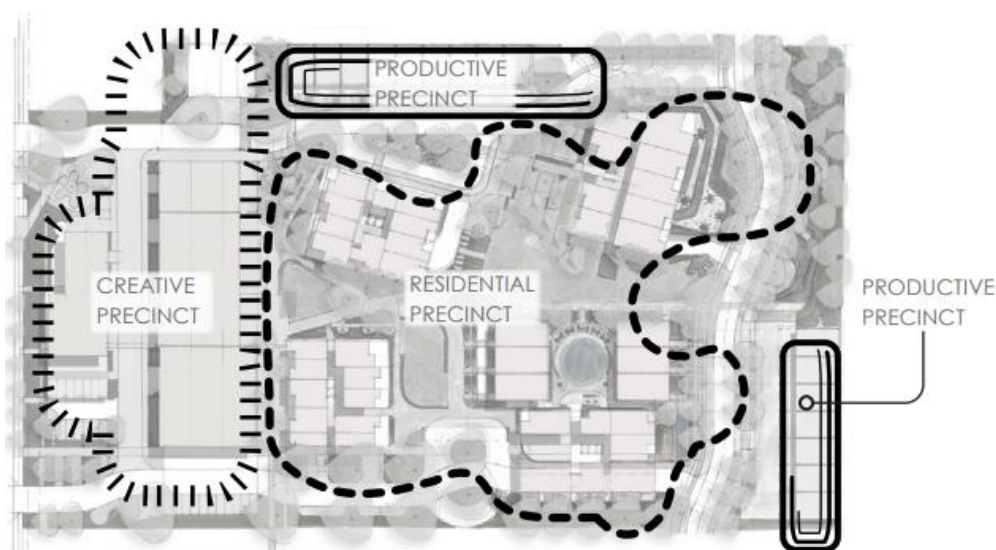 PRODUCTIVE
PRECINCT
CREATIVE
PRECINCT
RESIDENTIAL
PRECINCT
PRODUCTIVE
PRECINCT